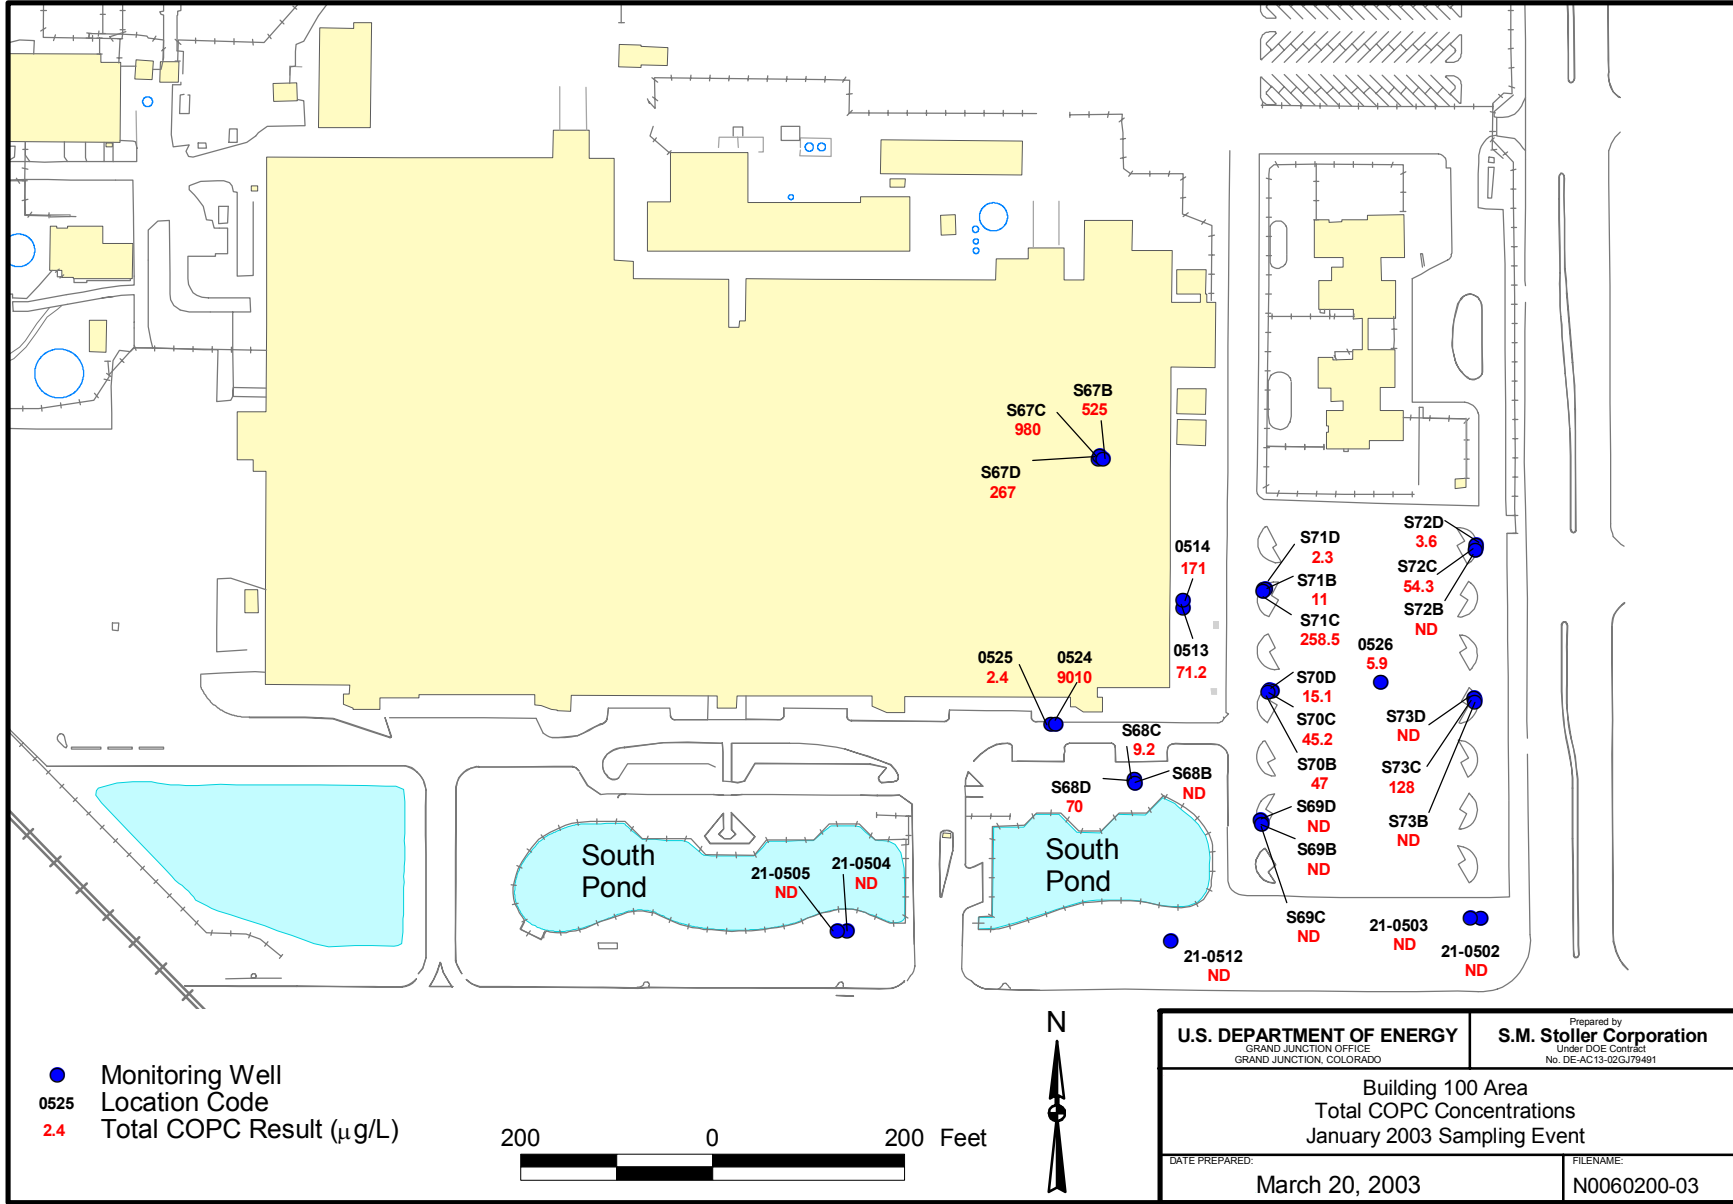 S67B
525
S67C
980
S67D
267
0514
171
0513
71.2
0525
2.4
0524
9010
S71D
2.3
S71B
11
S71C
258.5
S72D
3.6
S72C
54.3
S72B
ND
0526
5.9
S70D
15.1
S70C
45.2
S70B
47
S73D
ND
S73C
128
S73B
ND
S68C
9.2
S68B
ND
S68D
70
S69D
ND
S69B
ND
S69C
ND
South
Pond
21-0505
ND
21-0504
ND
South
Pond
21-0512
ND
21-0503
ND
21-0502
ND
Monitoring Well
0525 Location Code
2.4 Total COPC Result (µg/L)
200 0 200 Feet
N
U.S. DEPARTMENT OF ENERGY
GRAND JUNCTION OFFICE
GRAND JUNCTION, COLORADO
Prepared by
S.M. Stoller Corporation
Under DOE Contract
No. DE-AC13-02GJ79491
Building 100 Area
Total COPC Concentrations
January 2003 Sampling Event
DATE PREPARED:
March 20, 2003
FILENAME:
N0060200-03